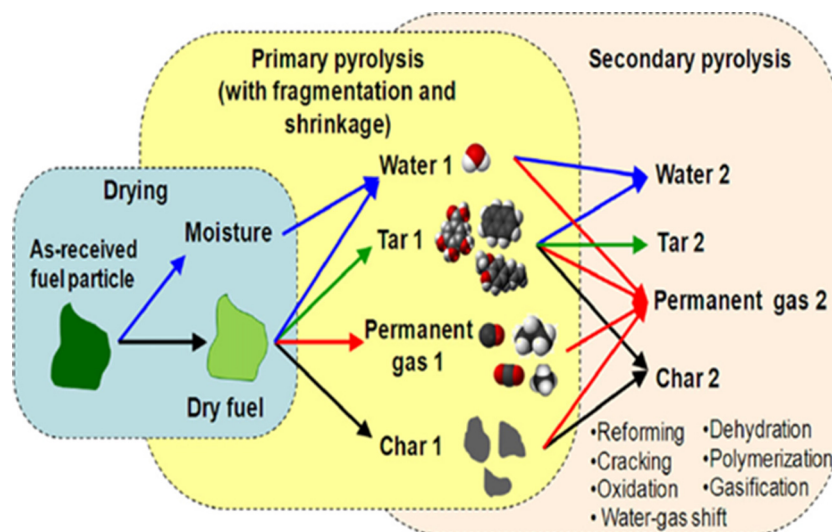 Primary pyrolysis
(with fragmentation and
shrinkage)
Secondary pyrolysis
Drying
As-received
fuel particle
Moisture
Dry fuel
Water 1
Tar 1
Permanent
gas 1
Char 1
Water 2
Tar 2
Permanent gas 2
Char 2
•Reforming •Dehydration
•Cracking •Polymerization
•Oxidation •Gasification
•Water-gas shift